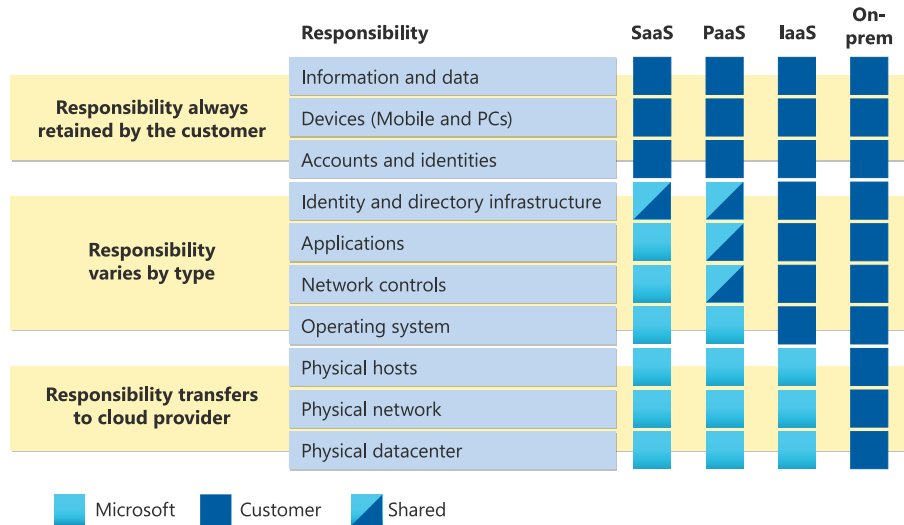 Responsibility
SaaS
PaaS
IaaS
On-
prem
Responsibility always
retained by the customer
Information and data
Devices (Mobile and PCs)
Accounts and identities
Responsibility
varies by type
Identity and directory infrastructure
Applications
Network controls
Operating system
Responsibility transfers
to cloud provider
Physical hosts
Physical network
Physical datacenter
Microsoft
Customer
Shared